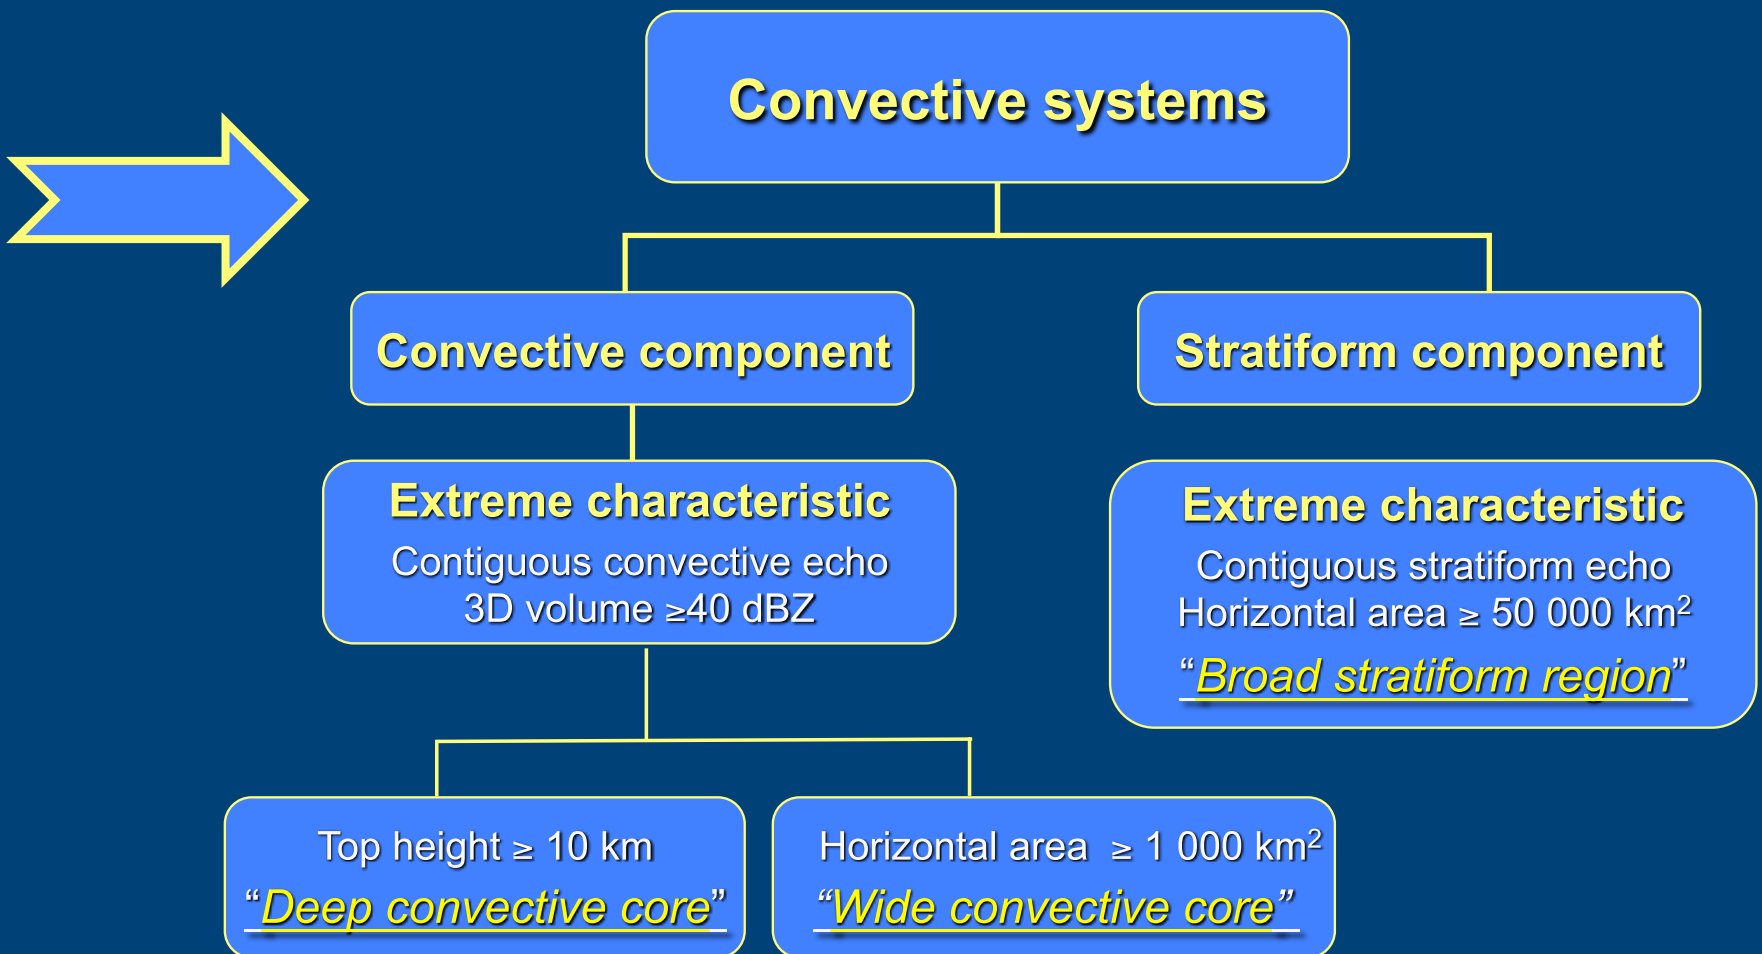 Convective systems
Convective component
Stratiform component
Extreme characteristic
Contiguous convective echo
3D volume ≥40 dBZ
Extreme characteristic
Contiguous stratiform echo
Horizontal area ≥ 50 000 km²
“Broad stratiform region”
Top height ≥ 10 km
“Deep convective core”
Horizontal area ≥ 1 000 km²
“Wide convective core”